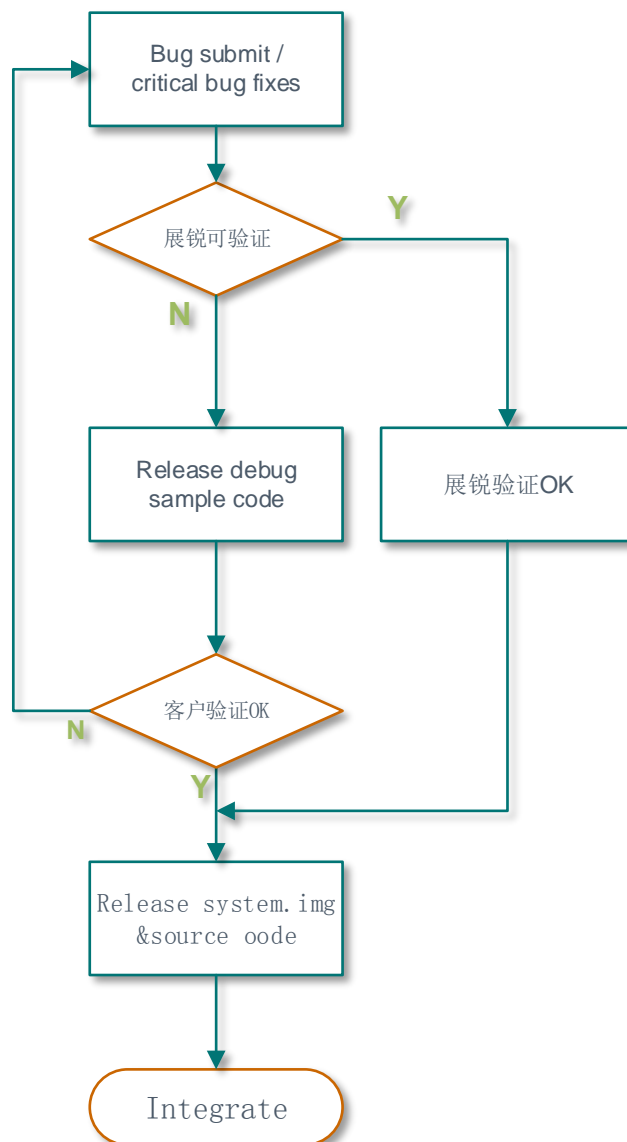 Bug submit /
critical bug fixes
展锐可验证
Y
N
Release debug
sample code
展锐验证OK
客户验证OK
N
Y
Release system.img
&source oode
Integrate